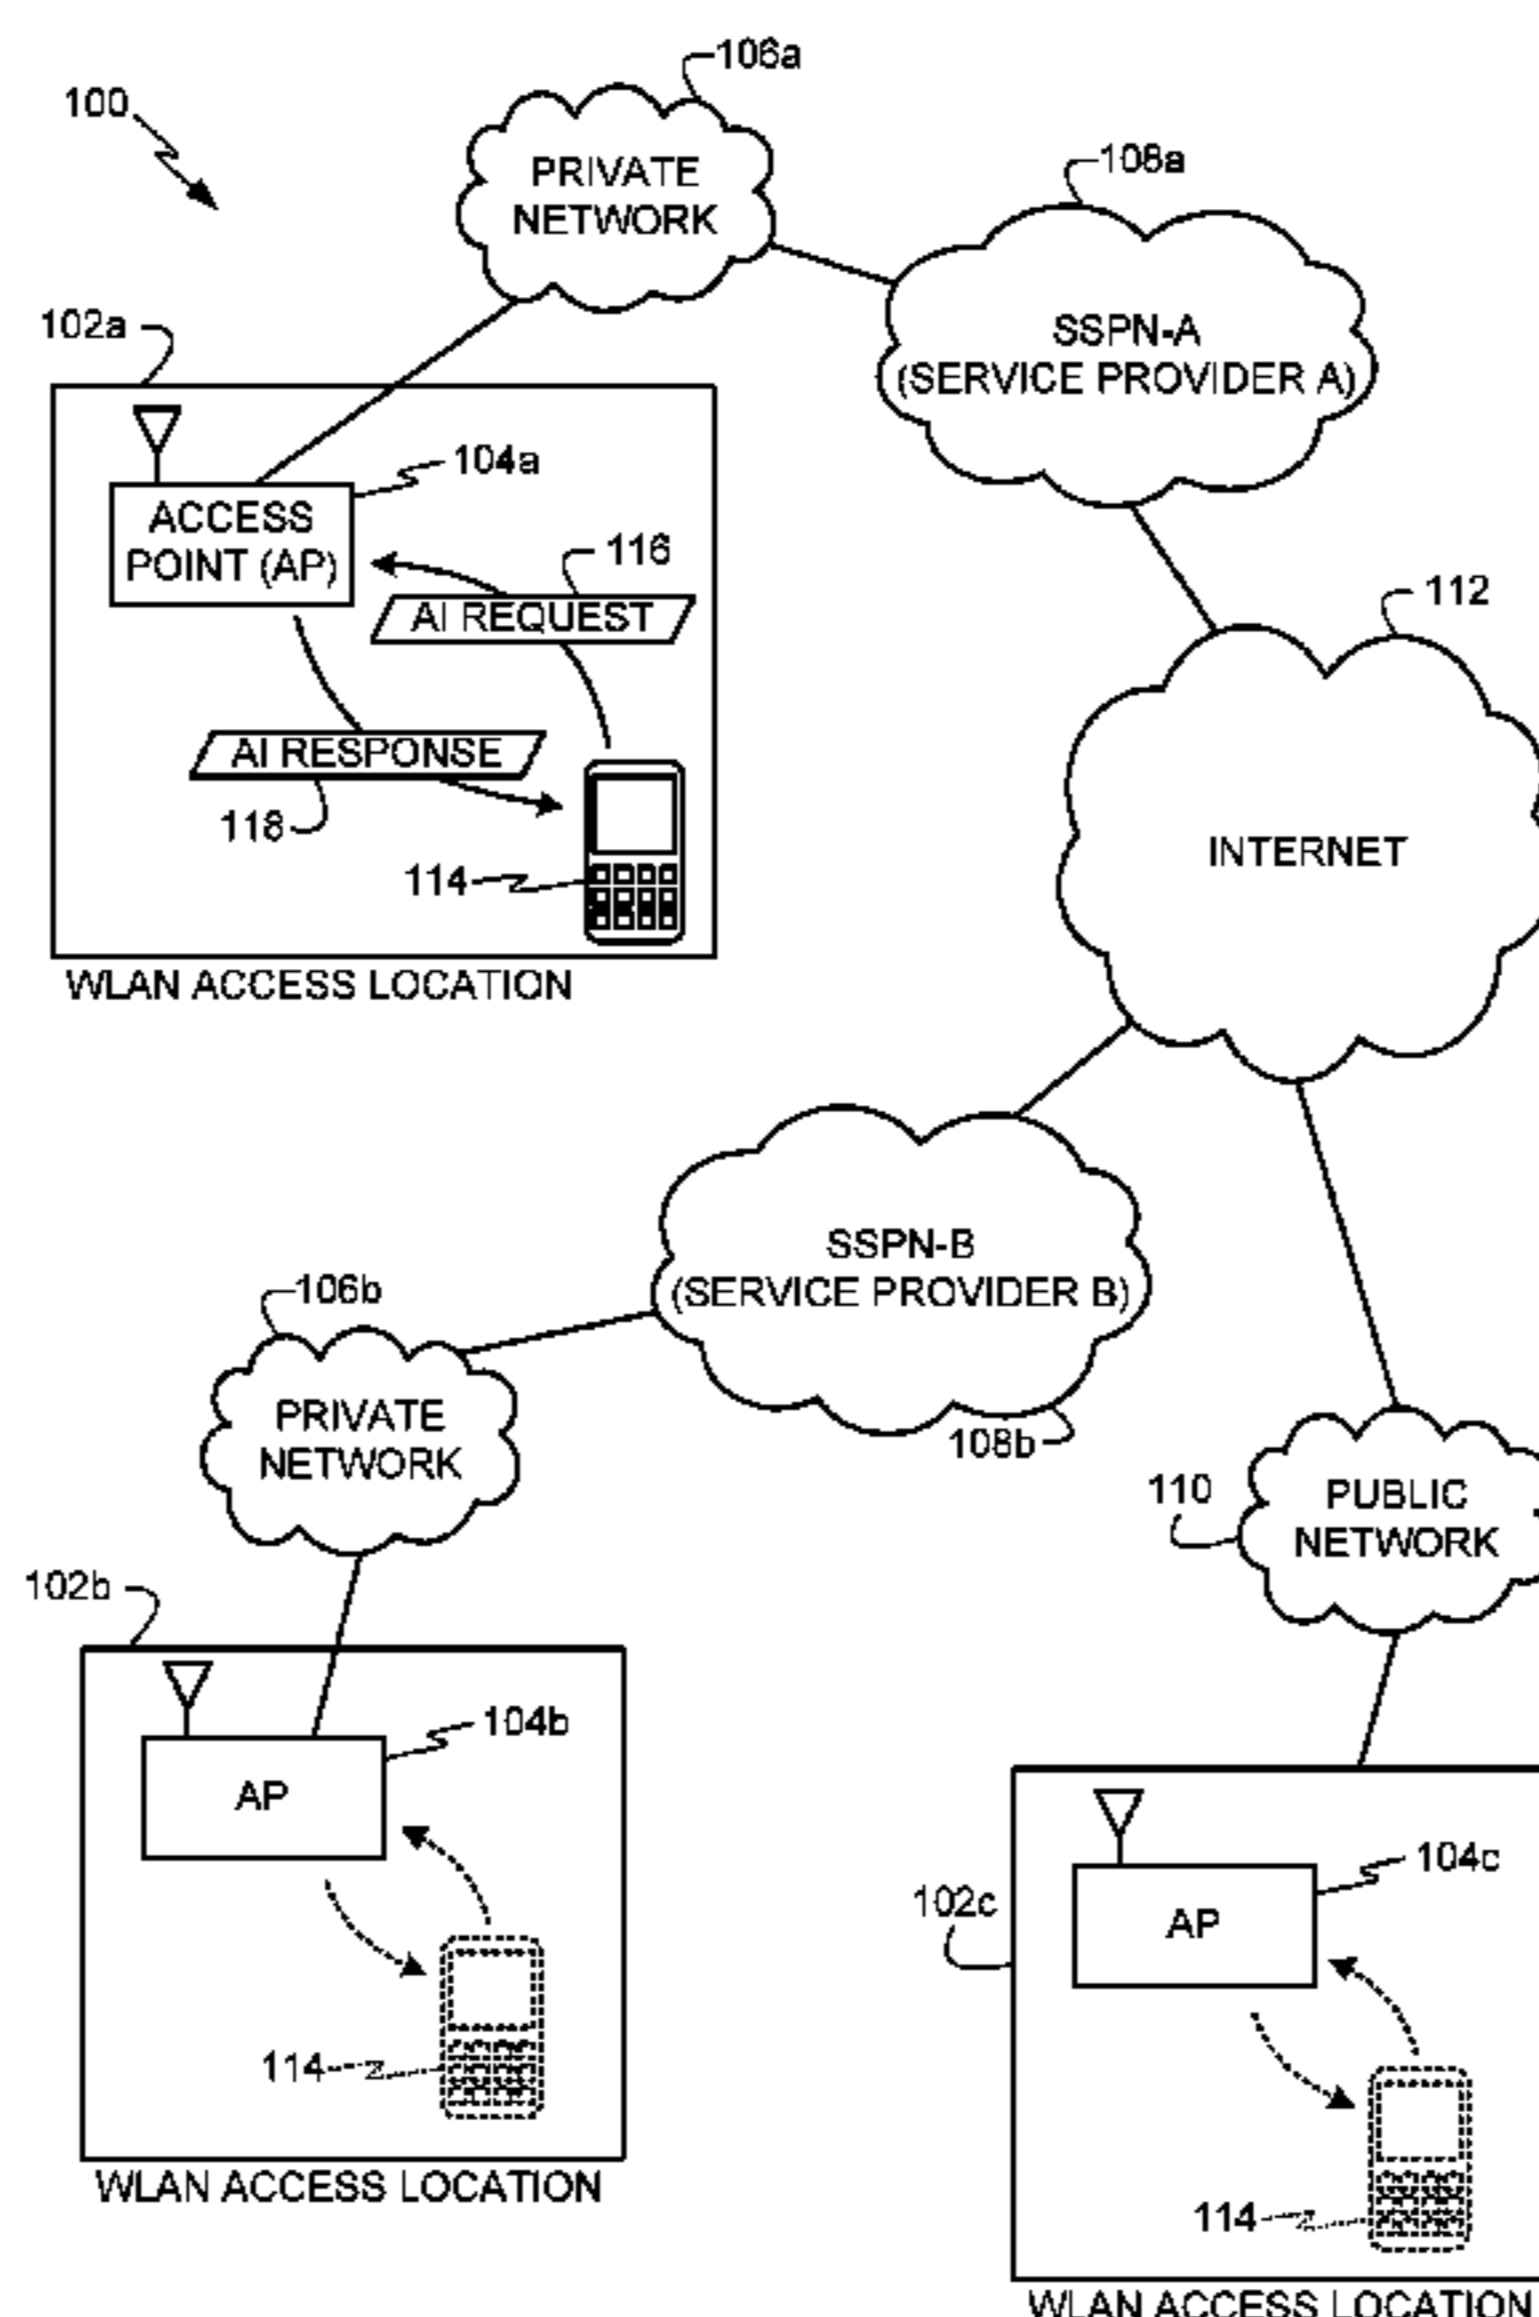 106a
100
PRIVATE
NETWORK
108a
102a
SSPN-A
(SERVICE PROVIDER A)
104a
ACCESS
POINT (AP)
116
AI REQUEST
112
AI RESPONSE
118
114
INTERNET
WLAN ACCESS LOCATION
SSPN-B
(SERVICE PROVIDER B)
106b
PRIVATE
NETWORK
108b
110
PUBLIC
NETWORK
102b
104b
AP
104c
102c
AP
114
WLAN ACCESS LOCATION
114
WLAN ACCESS LOCATION